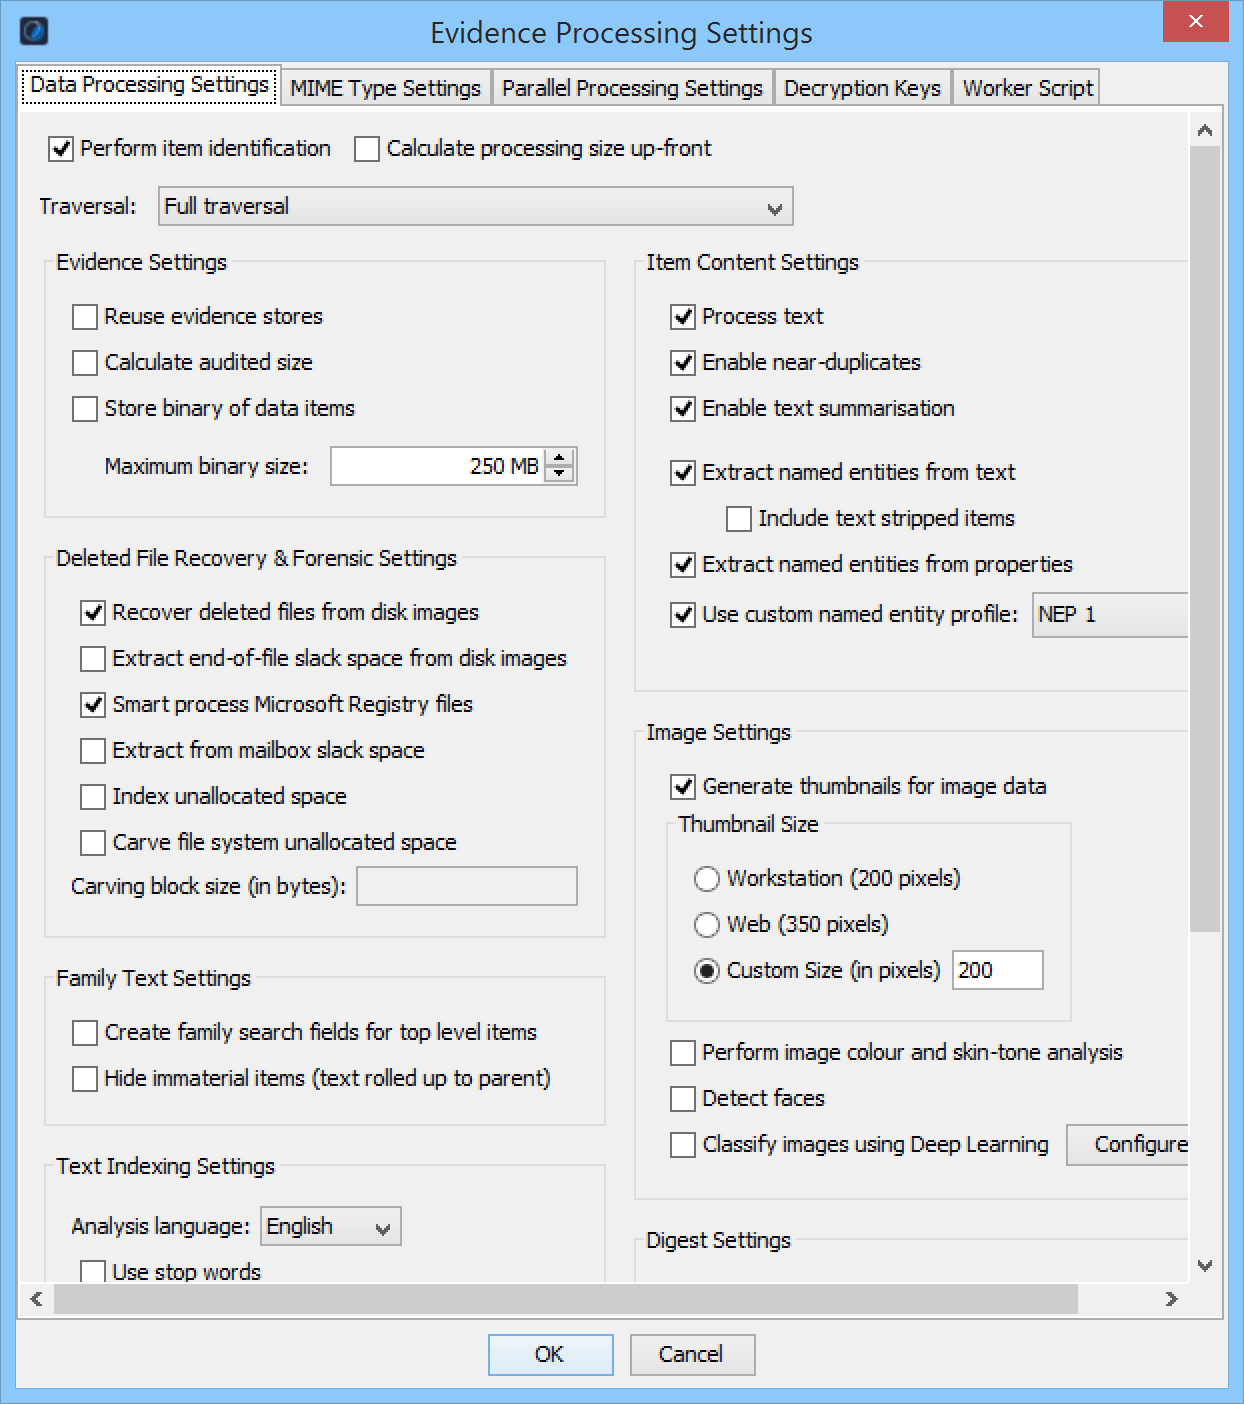 Evidence Processing Settings
Data Processing Settings
MIME Type Settings
Parallel Processing Settings
Decryption Keys
Worker Script
Perform item identification
Calculate processing size up-front
Traversal:
Full traversal
Evidence Settings
Reuse evidence stores
Calculate audited size
Store binary of data items
Maximum binary size:
250 MB
Deleted File Recovery & Forensic Settings
Recover deleted files from disk images
Extract end-of-file slack space from disk images
Smart process Microsoft Registry files
Extract from mailbox slack space
Index unallocated space
Carve file system unallocated space
Carving block size (in bytes):
Family Text Settings
Create family search fields for top level items
Hide immaterial items (text rolled up to parent)
Text Indexing Settings
Analysis language:
English
Use stop words
Item Content Settings
Process text
Enable near-duplicates
Enable text summarisation
Extract named entities from text
Include text stripped items
Extract named entities from properties
Use custom named entity profile:
NEP 1
Image Settings
Generate thumbnails for image data
Thumbnail Size
Workstation (200 pixels)
Web (350 pixels)
Custom Size (in pixels)
200
Perform image colour and skin-tone analysis
Detect faces
Classify images using Deep Learning
Configure
Digest Settings
OK
Cancel